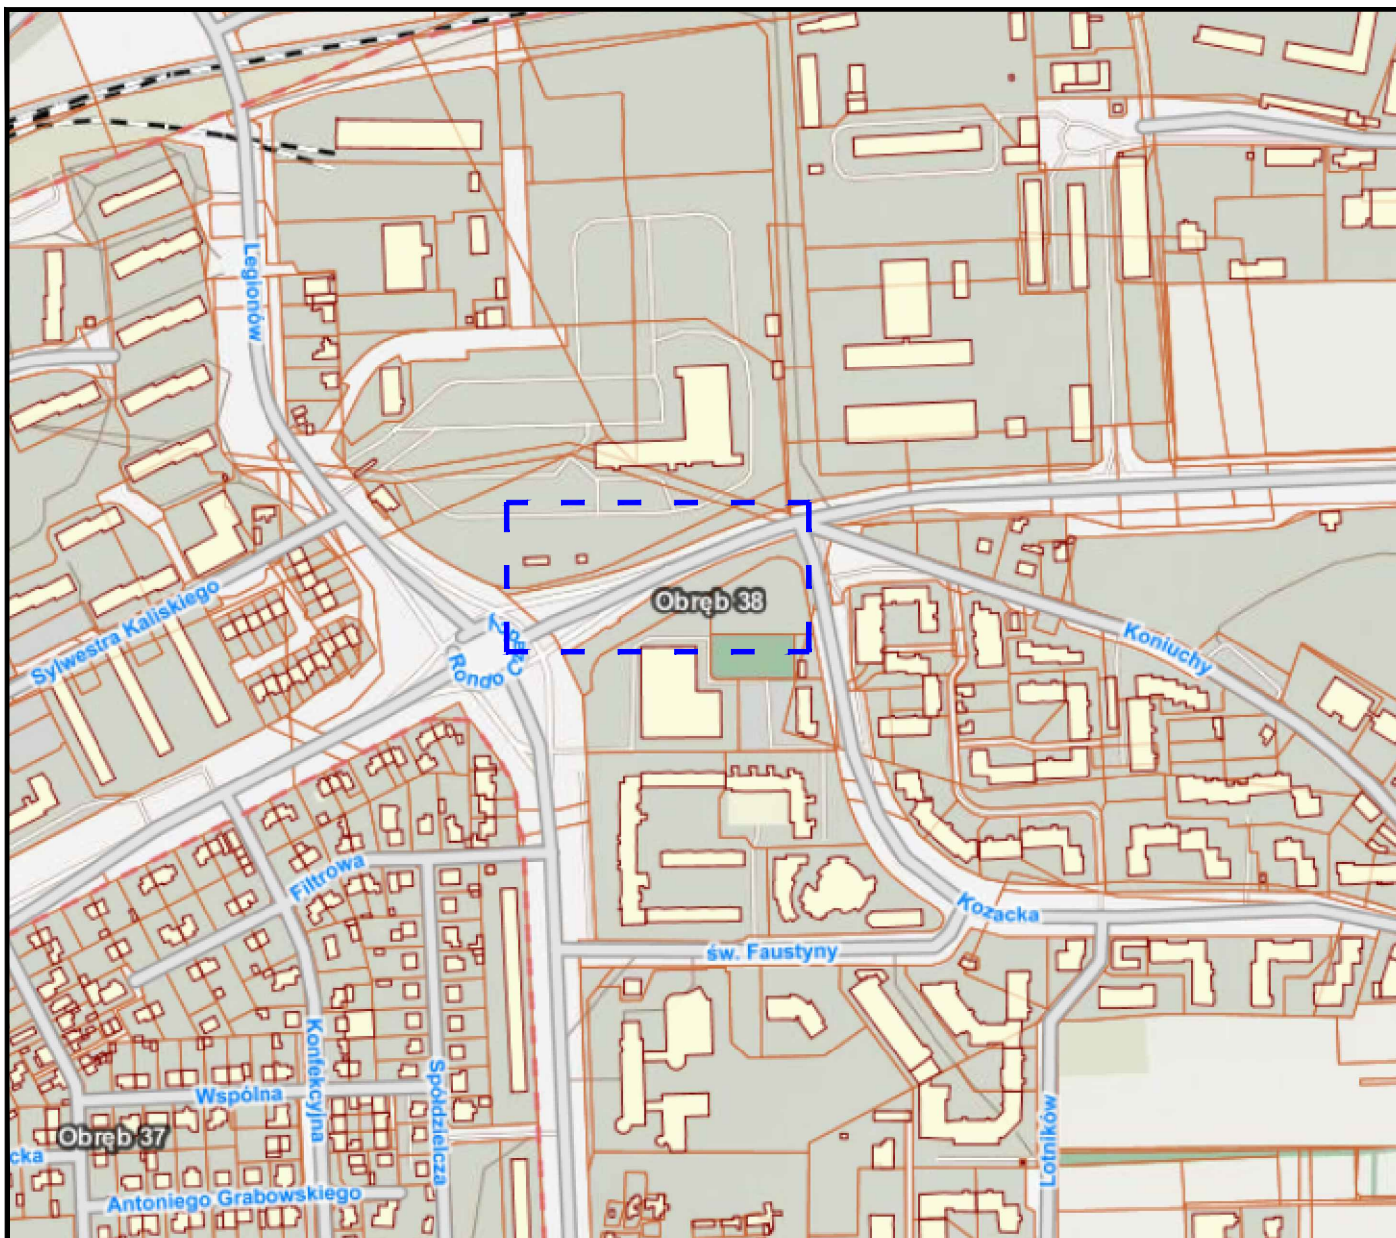 Legionów
Obręb 38
Rondo C
Sylwestra Kaliskiego
Koniuchy
Filtrowa
Kozacka
św. Faustyny
Konfekcyjna
Spółdzielcza
Wspólna
Lotników
Obręb 37
cka
Antoniego Grabowskiego